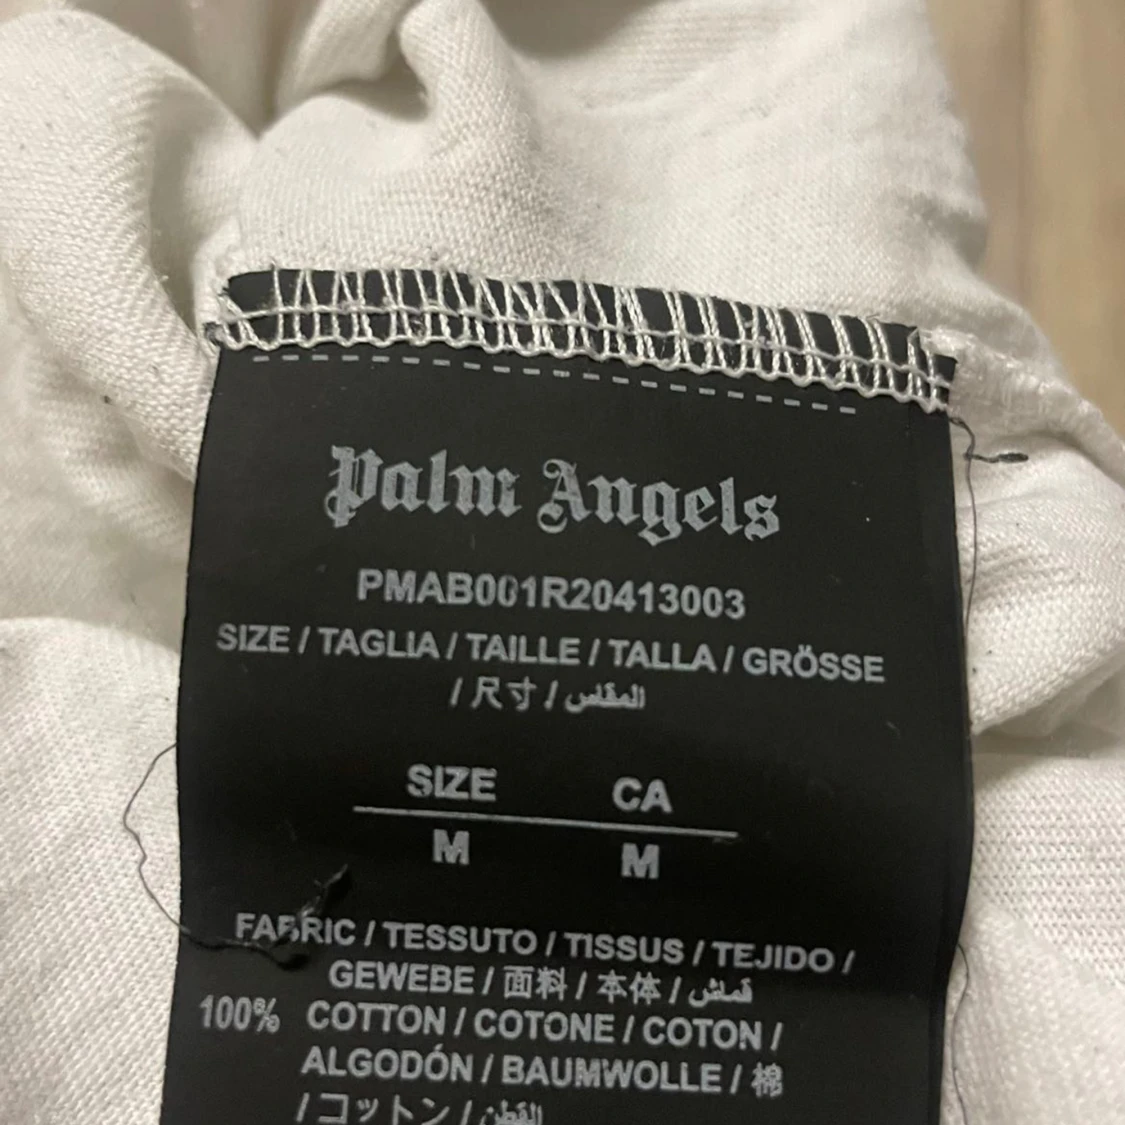 Palm Angels
PMAB001R20413003
SIZE / TAGLIA / TAILLE / TALLA / GRÖSSE
/ 尺寸 / المقاس
SIZE CA
M M
FABRIC / TESSUTO / TISSUS / TEJIDO /
GEWEBE / 面料 / 本体 / قماش
100% COTTON / COTONE / COTON /
ALGODÓN / BAUMWOLLE / 棉
/ コットン / القطن